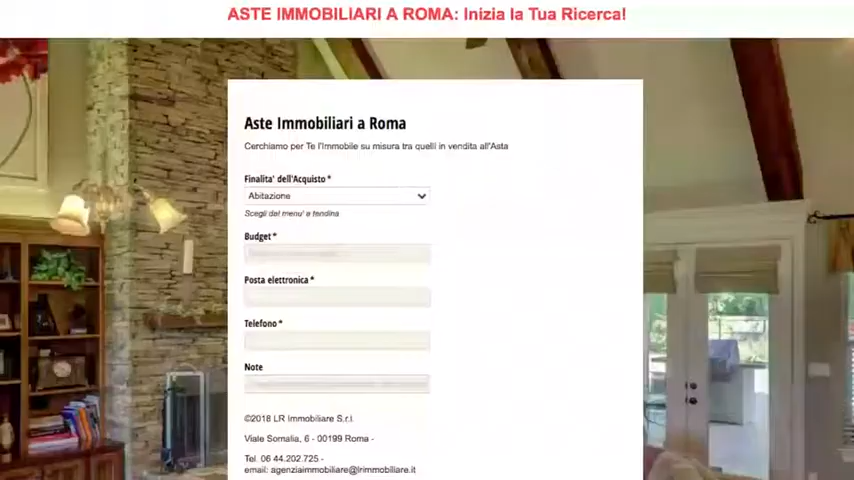 ASTE IMMOBILIARI A ROMA: Inizia la Tua Ricerca!
Aste Immobiliari a Roma
Cerchiamo per Te l'Immobile su misura tra quelli in vendita all'Asta
Finalita' dell'Acquisto *
Abitazione
Scegli dal menu' a tendina
Budget *
Posta elettronica *
Telefono *
Note
©2018 LR Immobiliare S.r.l.
Viale Somalia, 6 - 00199 Roma -
Tel. 06 44.202.725 -
email: agenziaimmobiliare@lrimmobiliare.it